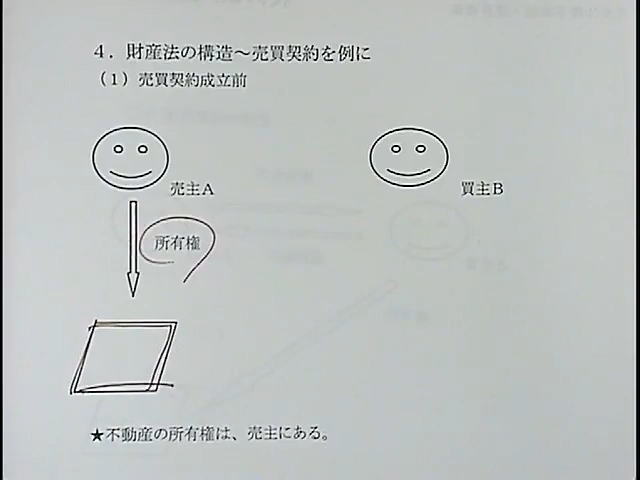 ４．財産法の構造～売買契約を例に
（１）売買契約成立前
売主Ａ
買主Ｂ
所有権
★不動産の所有権は、売主にある。